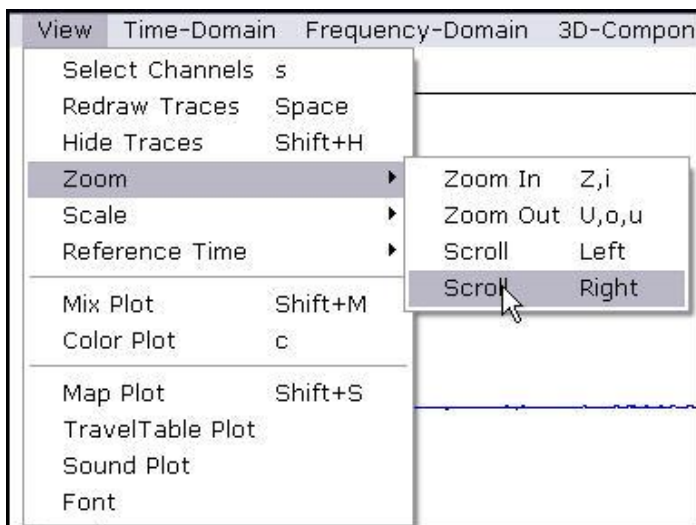 View Time-Domain Frequency-Domain 3D-Compon
Select Channels s
Redraw Traces Space
Hide Traces Shift+H
Zoom
Scale
Reference Time
Mix Plot Shift+M
Color Plot c
Map Plot Shift+S
TravelTable Plot
Sound Plot
Font
Zoom In Z,i
Zoom Out U,o,u
Scroll Left
Scroll Right